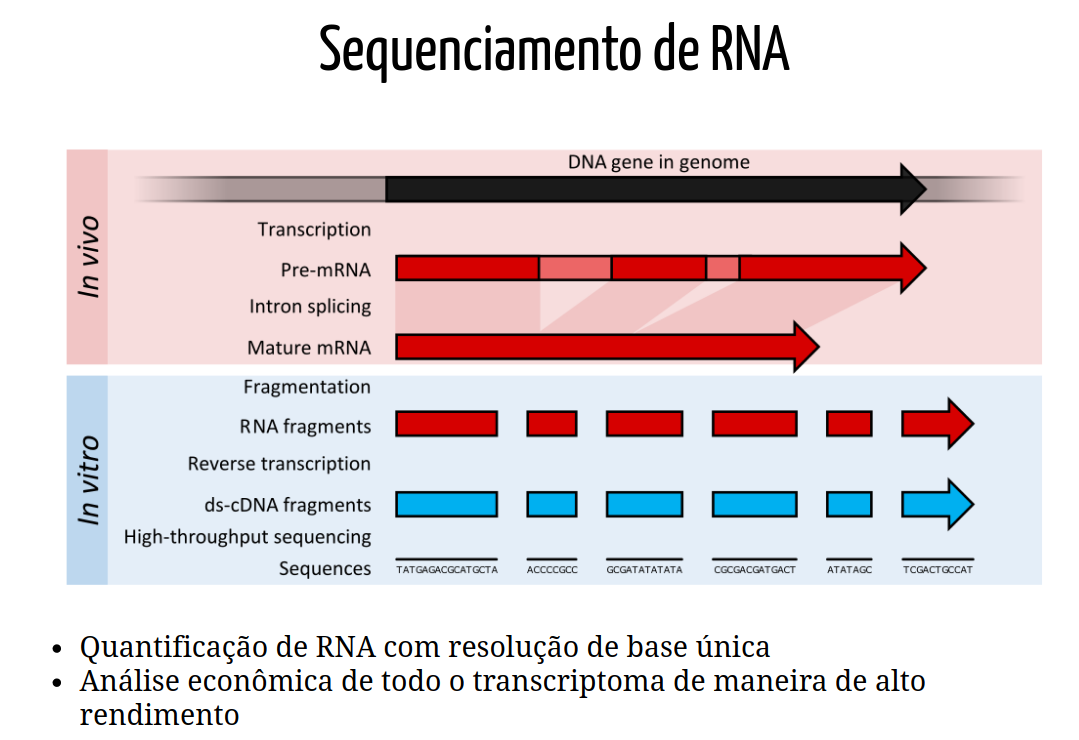 Sequenciamento de RNA
In vivo
DNA gene in genome
Transcription
Pre-mRNA
Intron splicing
Mature mRNA
In vitro
Fragmentation
RNA fragments
Reverse transcription
ds-cDNA fragments
High-throughput sequencing
Sequences TATGAGACGCATGCTA ACCCCGCC GCGATATATATA CGCGACGATGACT ATATAGC TCGACTGCCAT
• Quantificação de RNA com resolução de base única
• Análise econômica de todo o transcriptoma de maneira de alto
rendimento